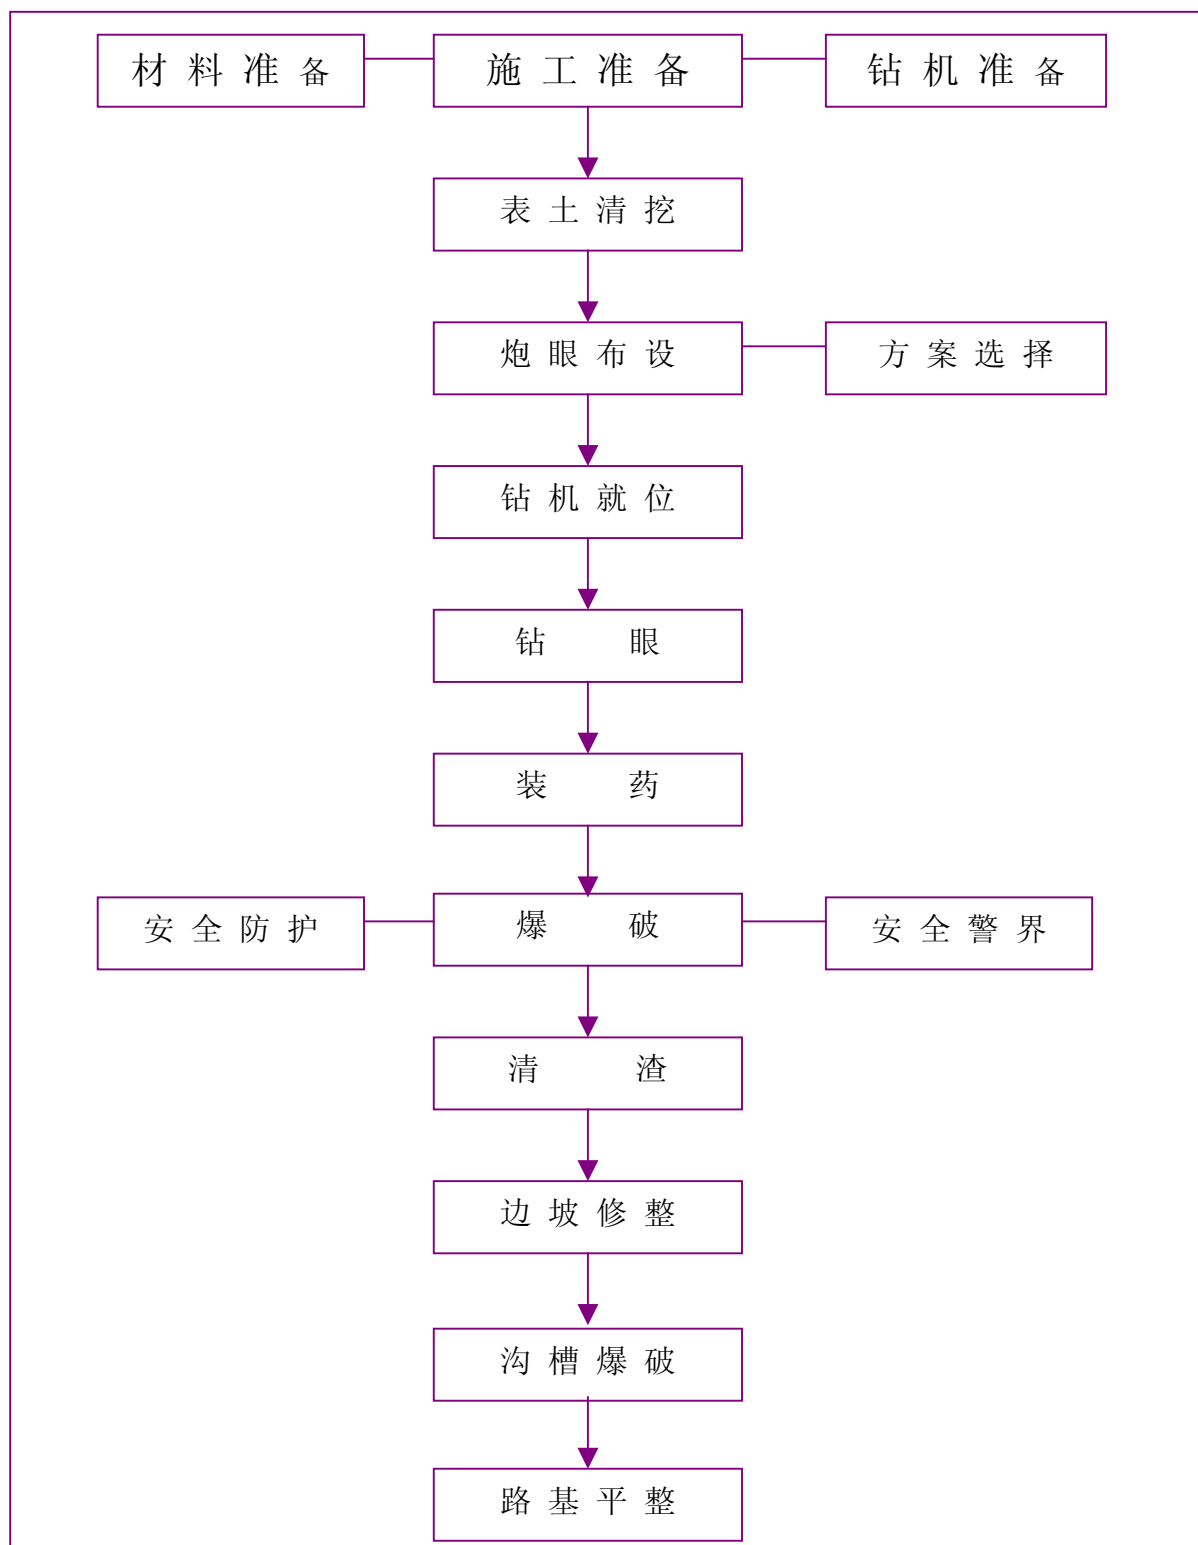 材料准备 施工准备 钻机准备
表土清挖
炮眼布设 方案选择
钻机就位
钻眼
装药
安全防护 爆破 安全警界
清渣
边坡修整
沟槽爆破
路基平整